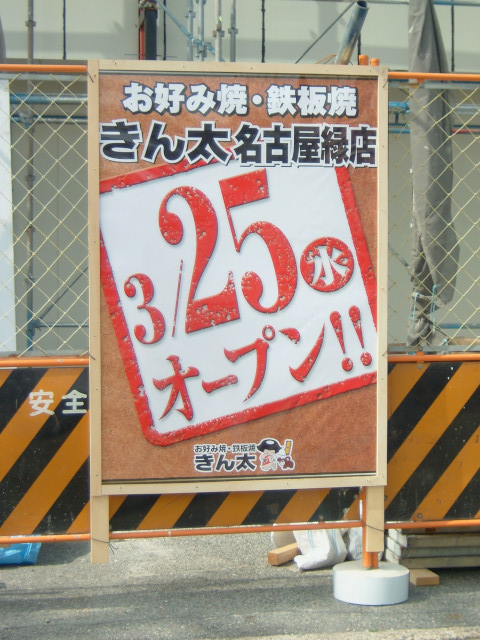 お好み焼・鉄板焼
きん太名古屋緑店
3/25水
オープン!!
お好み焼・鉄板焼
きん太
安全